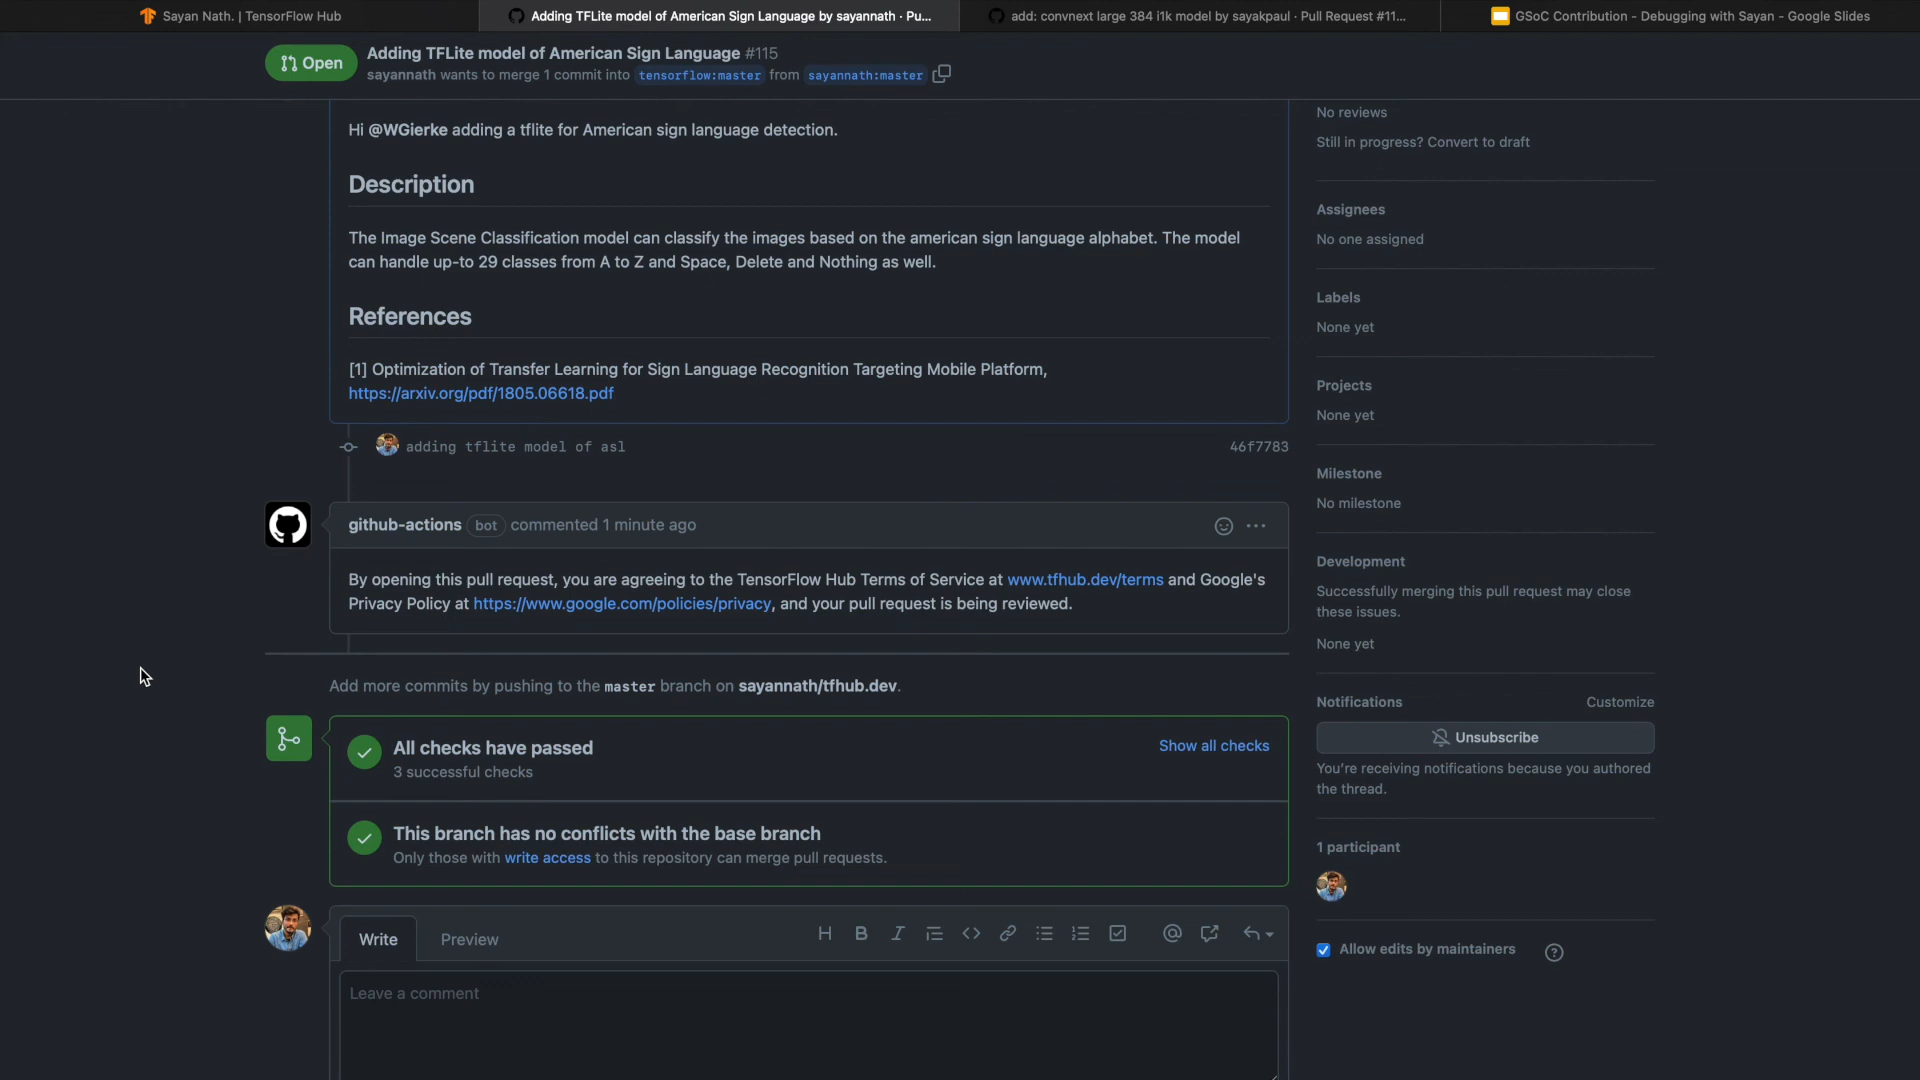 Sayan Nath. | TensorFlow Hub
Adding TFLite model of American Sign Language by sayannath · Pu...
add: convnext large 384 i1k model by sayakpaul · Pull Request #11...
GSoC Contribution - Debugging with Sayan - Google Slides
Open
Adding TFLite model of American Sign Language #115
sayannath wants to merge 1 commit into tensorflow:master from sayannath:master
Hi @WGierke adding a tflite for American sign language detection.
Description
The Image Scene Classification model can classify the images based on the american sign language alphabet. The model
can handle up-to 29 classes from A to Z and Space, Delete and Nothing as well.
References
[1] Optimization of Transfer Learning for Sign Language Recognition Targeting Mobile Platform,
https://arxiv.org/pdf/1805.06618.pdf
adding tflite model of asl
46f7783
github-actions bot commented 1 minute ago
By opening this pull request, you are agreeing to the TensorFlow Hub Terms of Service at www.tfhub.dev/terms and Google's
Privacy Policy at https://www.google.com/policies/privacy, and your pull request is being reviewed.
Add more commits by pushing to the master branch on sayannath/tfhub.dev.
All checks have passed
Show all checks
3 successful checks
This branch has no conflicts with the base branch
Only those with write access to this repository can merge pull requests.
Write
Preview
Leave a comment
No reviews
Still in progress? Convert to draft
Assignees
No one assigned
Labels
None yet
Projects
None yet
Milestone
No milestone
Development
Successfully merging this pull request may close
these issues.
None yet
Notifications
Customize
Unsubscribe
You're receiving notifications because you authored
the thread.
1 participant
Allow edits by maintainers